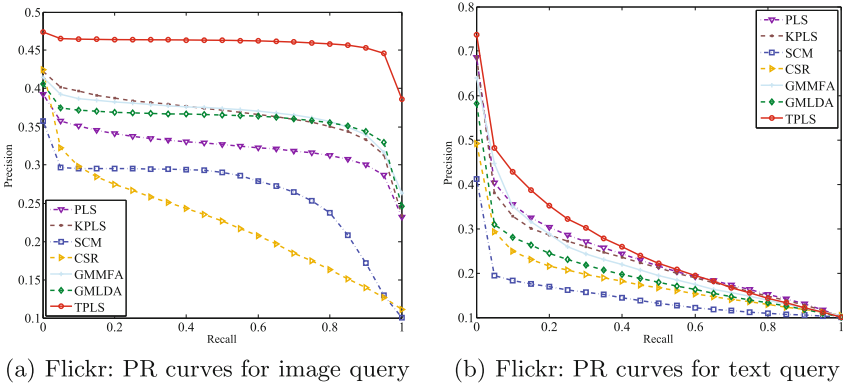 0.5
0.45
0.4
0.35
0.3
0.25
0.2
0.15
0.1
Precision
0 0.2 0.4 0.6 0.8 1
Recall
PLS
KPLS
SCM
CSR
GMMFA
GMLDA
TPLS
(a) Flickr: PR curves for image query
0.8
0.7
0.6
0.5
0.4
0.3
0.2
0.1
Precision
0 0.2 0.4 0.6 0.8 1
Recall
PLS
KPLS
SCM
CSR
GMMFA
GMLDA
TPLS
(b) Flickr: PR curves for text query